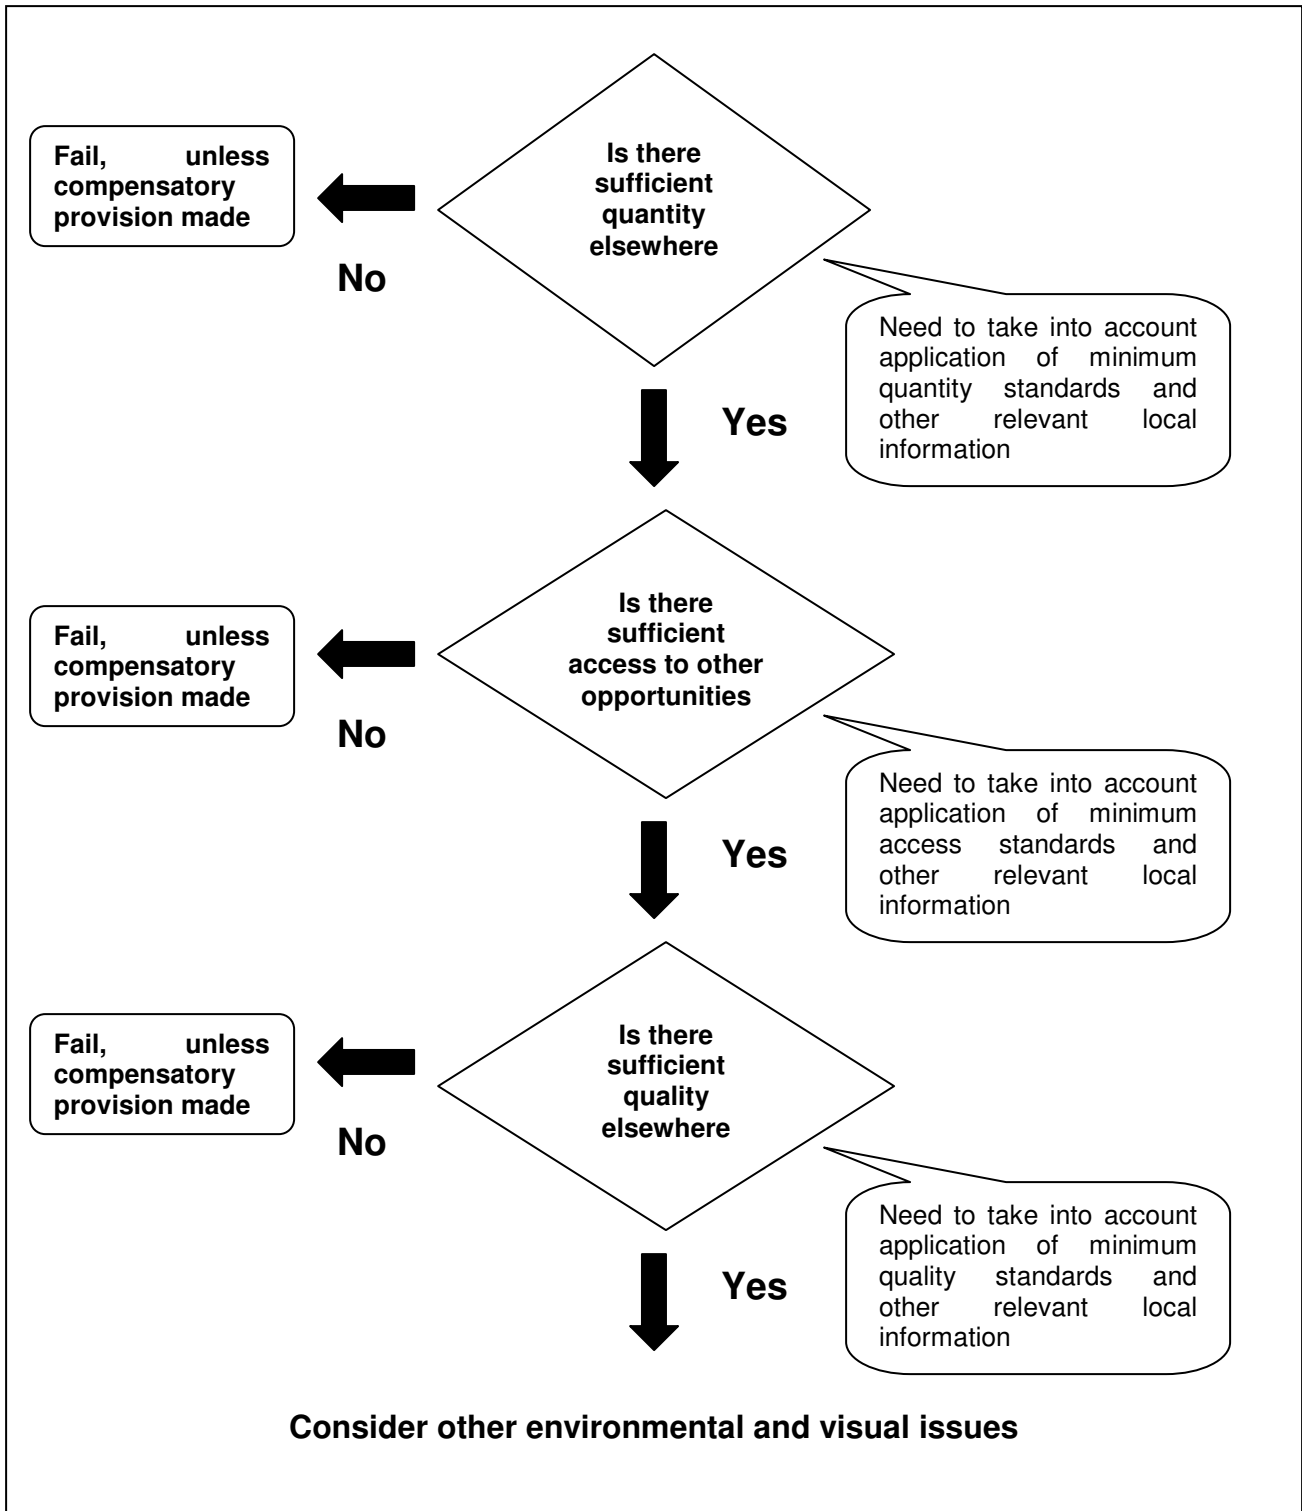 Is there
sufficient
quantity
elsewhere
Fail, unless
compensatory
provision made
No
Need to take into account
application of minimum
quantity standards and
other relevant local
information
Yes
Is there
sufficient
access to other
opportunities
Fail, unless
compensatory
provision made
No
Need to take into account
application of minimum
access standards and
other relevant local
information
Yes
Is there
sufficient
quality
elsewhere
Fail, unless
compensatory
provision made
No
Need to take into account
application of minimum
quality standards and
other relevant local
information
Yes
Consider other environmental and visual issues